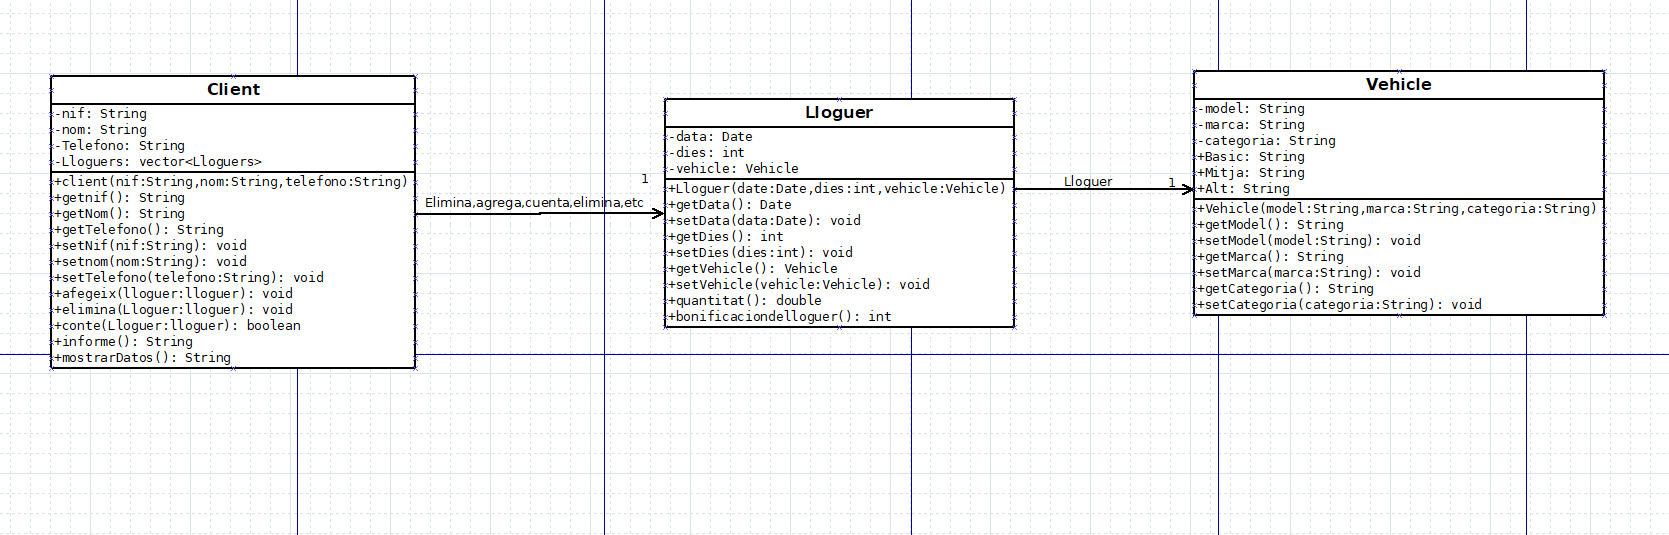 Client
-nif: String
-nom: String
-Telefono: String
-Lloguers: vector<Lloguers>
+client(nif:String,nom:String,telefono:String)
+getnif(): String
+getNom(): String
+getTelefono(): String
+setNif(nif:String): void
+setnom(nom:String): void
+setTelefono(telefono:String): void
+afegeix(lloguer:lloguer): void
+elimina(Lloguer:lloguer): void
+conte(Lloguer:lloguer): boolean
+informe(): String
+mostrarDatos(): String
1
Elimina,agrega,cuenta,elimina,etc
Lloguer
-data: Date
-dies: int
-vehicle: Vehicle
+Lloguer(date:Date,dies:int,vehicle:Vehicle)
+getData(): Date
+setData(data:Date): void
+getDies(): int
+setDies(dies:int): void
+getVehicle(): Vehicle
+setVehicle(vehicle:Vehicle): void
+quantitat(): double
+bonificaciondelloguer(): int
Lloguer
1
Vehicle
-model: String
-marca: String
-categoria: String
+Basic: String
+Mitja: String
+Alt: String
+Vehicle(model:String,marca:String,categoria:String)
+getModel(): String
+setModel(model:String): void
+getMarca(): String
+setMarca(marca:String): void
+getCategoria(): String
+setCategoria(categoria:String): void